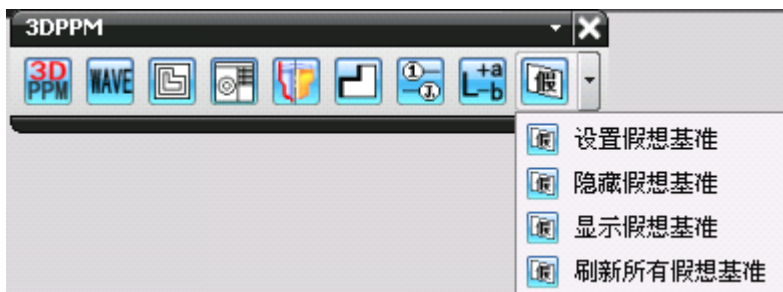 3DPPM
3D PPM WAVE 1 J. +a -b 假
设置假想基准
隐藏假想基准
显示假想基准
刷新所有假想基准